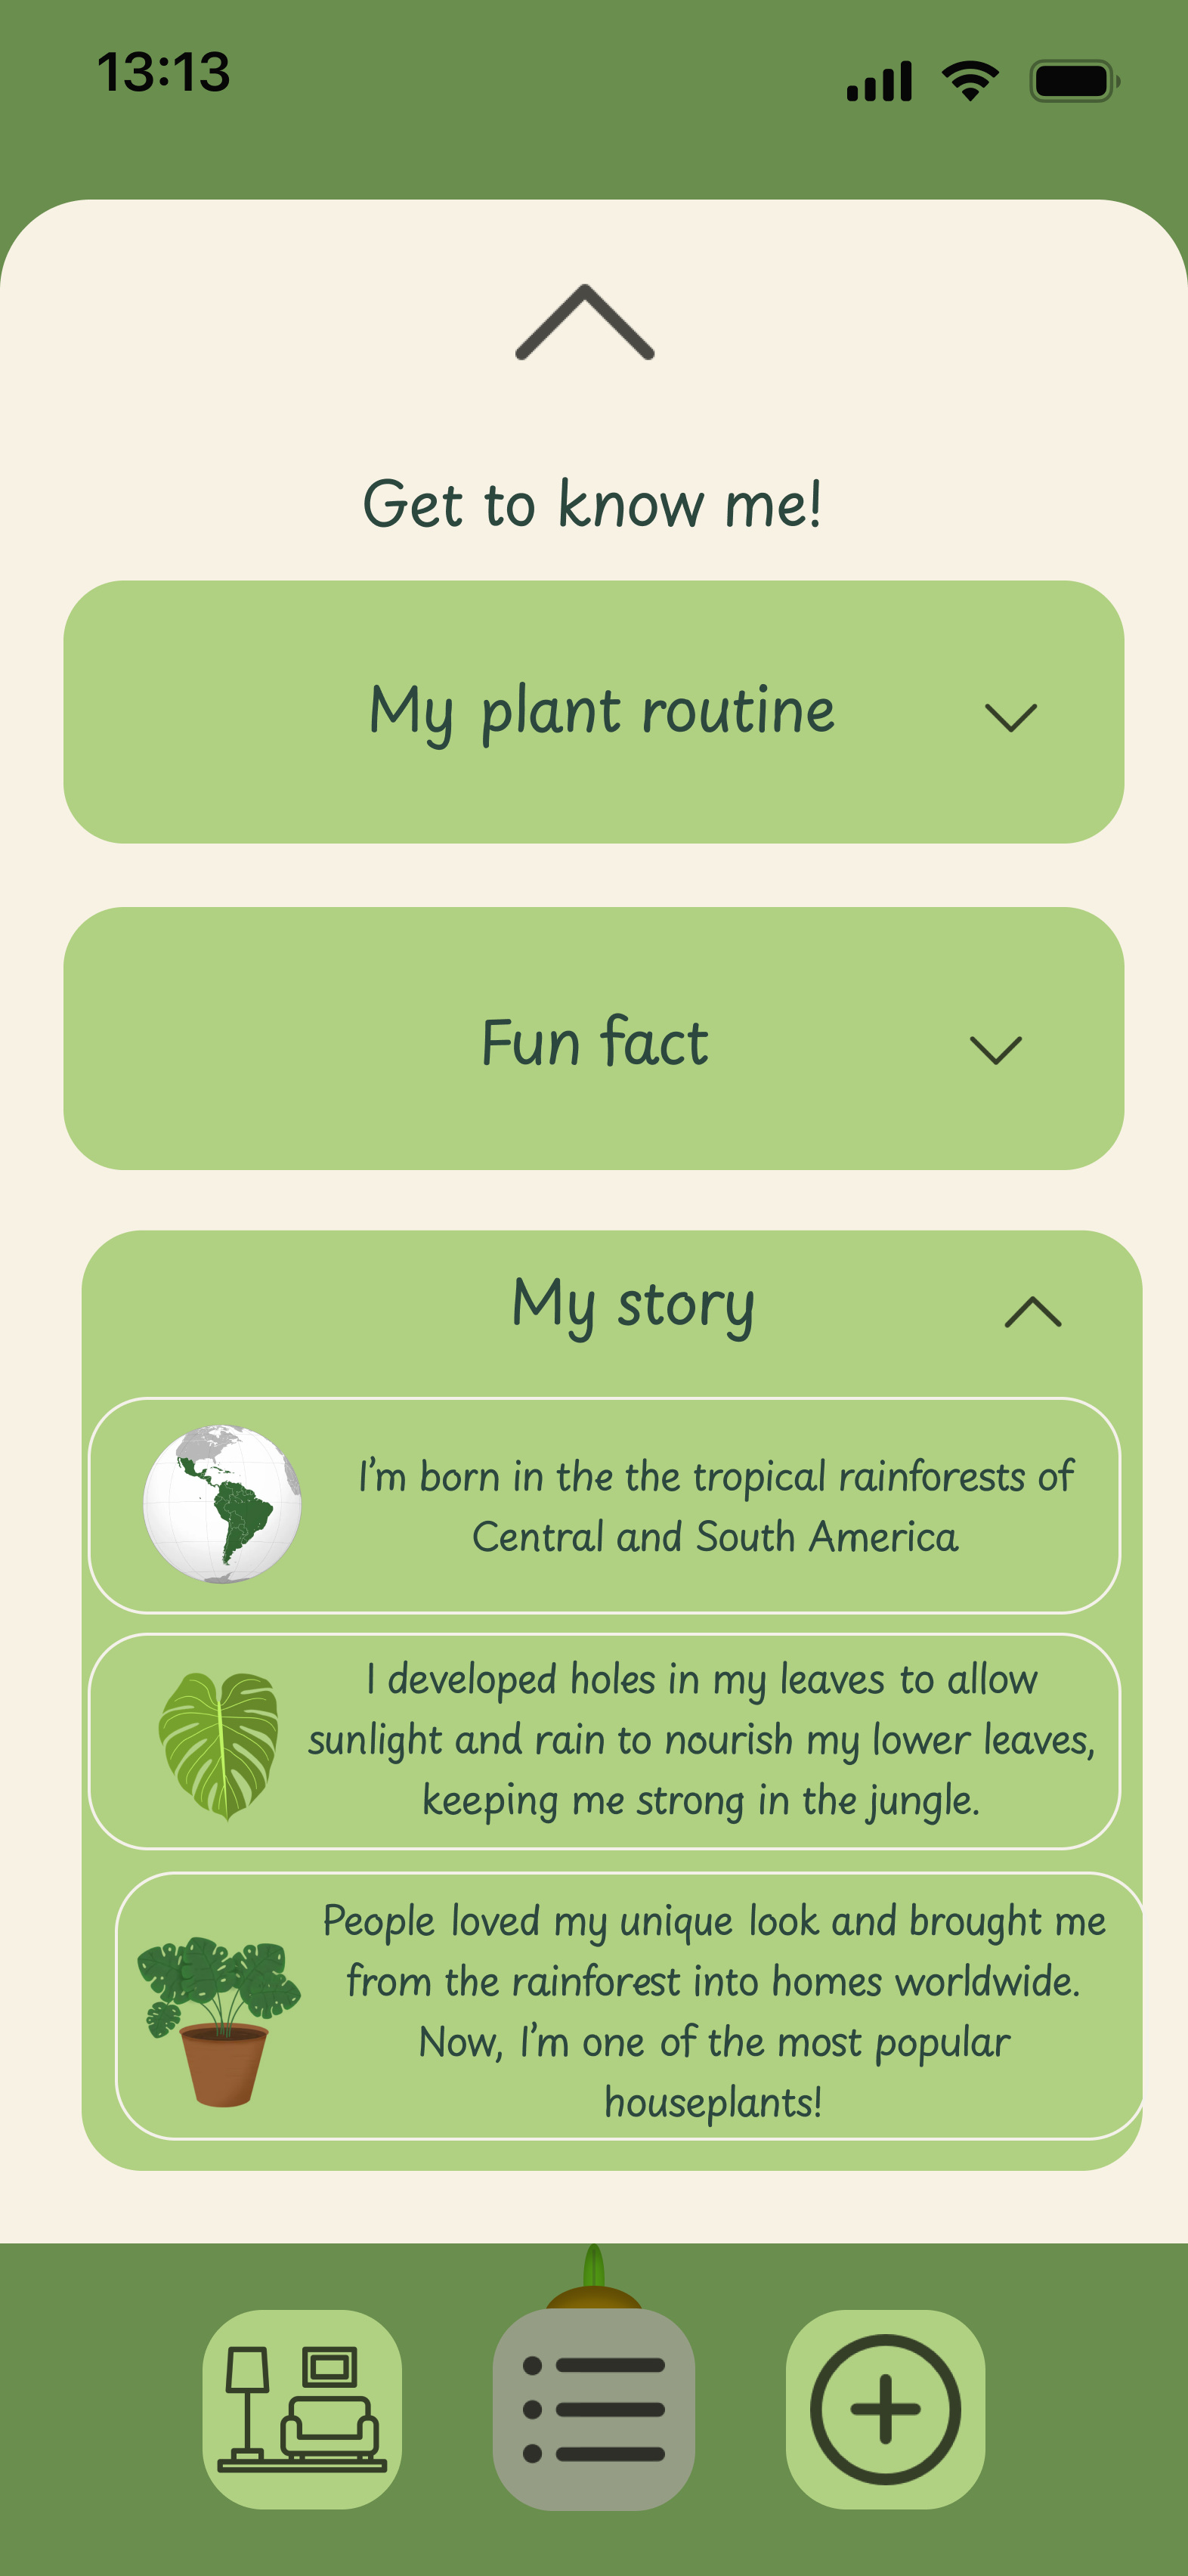 13:13
Get to know me!
My plant routine
Fun fact
My story
I'm born in the the tropical rainforests of
Central and South America
I developed holes in my leaves to allow
sunlight and rain to nourish my lower leaves,
keeping me strong in the jungle.
People loved my unique look and brought me
from the rainforest into homes worldwide.
Now, I'm one of the most popular
houseplants!